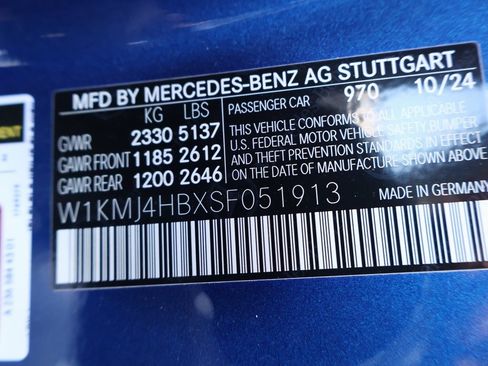 MFD BY MERCEDES-BENZ AG STUTTGART
KG LBS
GVWR 2330 5137
GAWR FRONT 1185 2612
GAWR REAR 1200 2646
PASSENGER CAR 970 10/24
THIS VEHICLE CONFORMS TO ALL APPLICABLE
U.S. FEDERAL MOTOR VEHICLE SAFETY, BUMPER,
AND THEFT PREVENTION STANDARDS IN EFFECT
ON THE DATE OF MANUFACTURE SHOWN ABOVE.
W1KMJ4HBXSF051913
MADE IN GERMANY